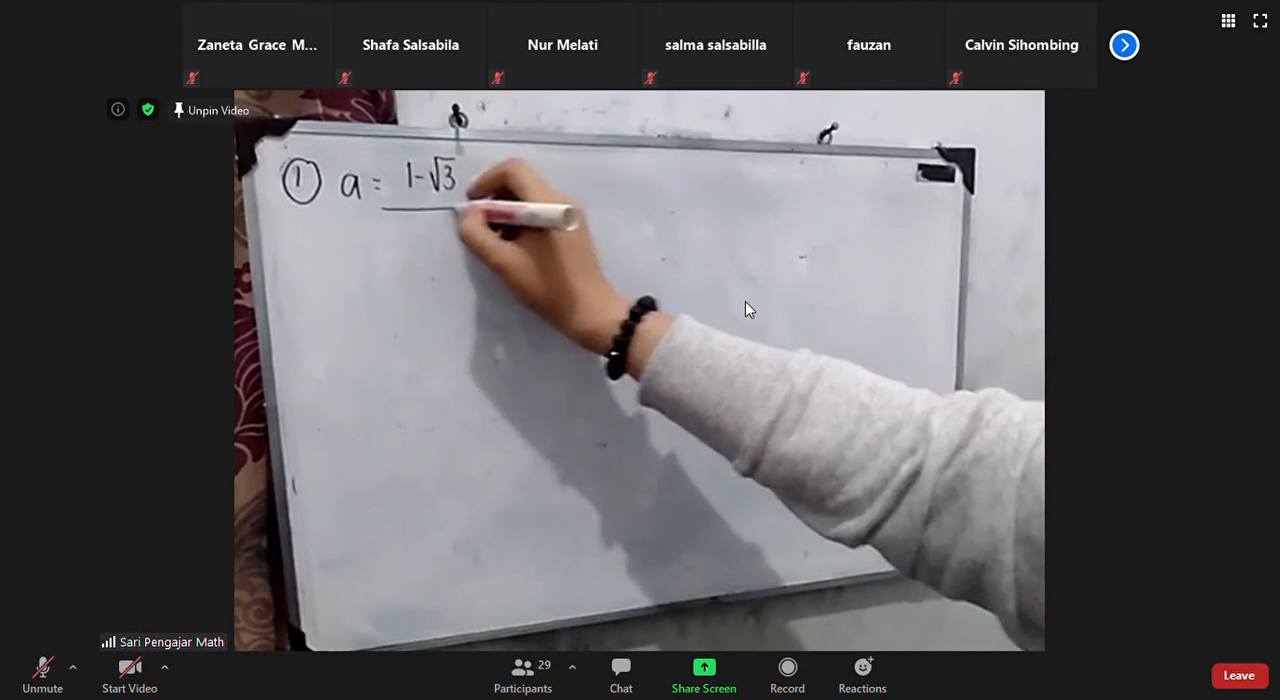 Zaneta Grace M...
Shafa Salsabila
Nur Melati
salma salsabilla
fauzan
Calvin Sihombing
Unpin Video
① a = 1-√3
Sari Pengajar Math
Unmute
Start Video
29
Participants
Chat
Share Screen
Record
Reactions
Leave